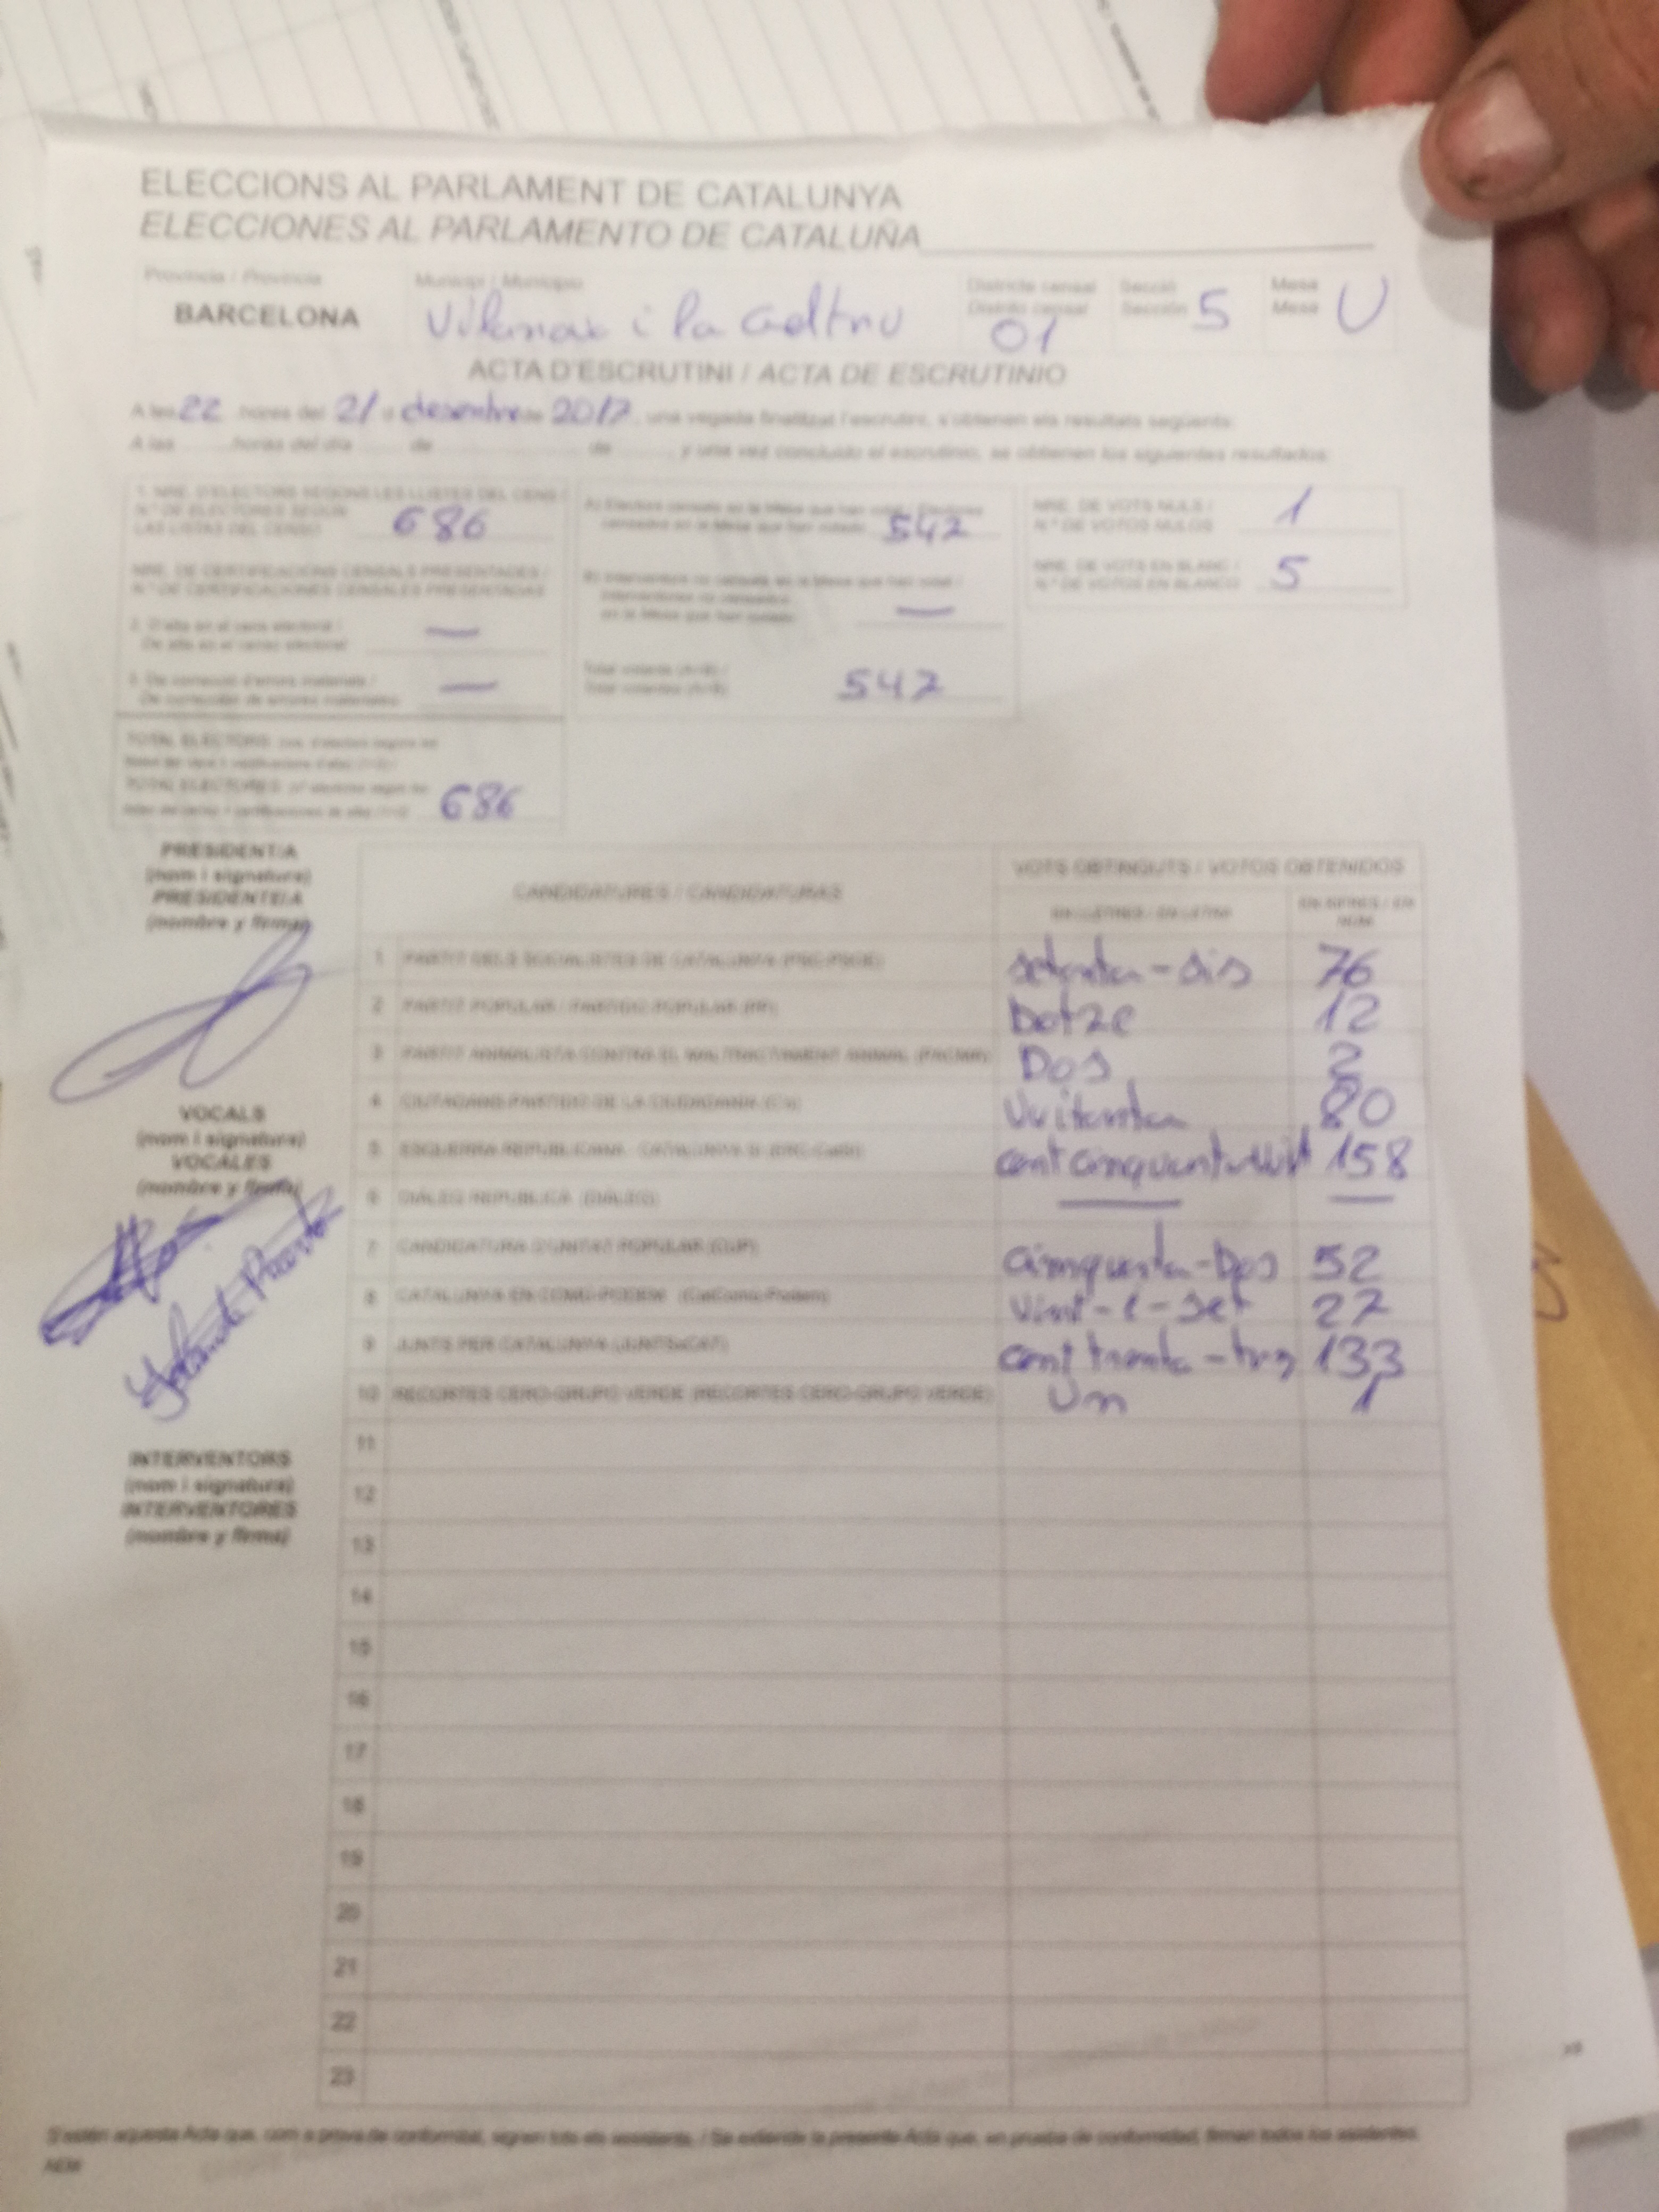 ELECCIONS AL PARLAMENT DE CATALUNYA
ELECCIONES AL PARLAMENTO DE CATALUÑA
Província / Provincia
BARCELONA
Municipi / Municipio
Vilanova i la Geltrú
Districte censal
Distrito censal
01
Secció
Sección 5
Mesa
Mesa U
ACTA D'ESCRUTINI / ACTA DE ESCRUTINIO
A les 22 hores del 21 d desembre de 2017, una vegada finalitzat l'escrutini, s'obtenen els resultats següents:
A las ........ horas del día ...... de .................... de ........, y una vez concluido el escrutinio, se obtienen los siguientes resultados:
1. NRE. D'ELECTORS SEGONS LES LLISTES DEL CENS /
N.º DE ELECTORES SEGÚN
LAS LISTAS DEL CENSO 686
NRE. DE CERTIFICACIONS CENSALS PRESENTADES /
N.º DE CERTIFICACIONES CENSALES PRESENTADAS
2. D'alta en el cens electoral /
De alta en el censo electoral —
3. De correcció d'errors materials /
De corrección de errores materiales —
TOTAL ELECTORS
TOTAL ELECTORES 686
A) Electors censats en la Mesa que han votat / Electores
censados en la Mesa que han votado 542
B) Interventors no censats en la Mesa que han votat /
Interventores no censados
en la Mesa que han votado —
Total votants (A+B) /
Total votantes (A+B) 542
NRE. DE VOTS NULS /
N.º DE VOTOS NULOS 1
NRE. DE VOTS EN BLANC /
N.º DE VOTOS EN BLANCO 5
PRESIDENT/A
(nom i signatura)
PRESIDENTE/A
(nombre y firma)
VOCALS
(nom i signatura)
VOCALES
(nombre y firma)
INTERVENTORS
(nom i signatura)
INTERVENTORES
(nombre y firma)
CANDIDATURES / CANDIDATURAS
VOTS OBTINGUTS / VOTOS OBTENIDOS
EN LLETRES / EN LETRA
EN XIFRES / EN NÚM.
1 PARTIT DELS SOCIALISTES DE CATALUNYA (PSC-PSOE) setanta-sis 76
2 PARTIT POPULAR / PARTIDO POPULAR (PP) Dotze 12
3 PARTIT ANIMALISTA CONTRA EL MALTRACTAMENT ANIMAL (PACMA) Dos 2
4 CIUTADANS-PARTIDO DE LA CIUDADANÍA (Cs) Vuitanta 80
5 ESQUERRA REPUBLICANA - CATALUNYA SÍ (ERC-CatSí) cent cinquanta-vuit 158
6 DIÀLEG REPÚBLICA (DIÀLEG) — —
7 CANDIDATURA D'UNITAT POPULAR (CUP) cinquanta-Dos 52
8 CATALUNYA EN COMÚ-PODEM (CatComú-Podem) Vint-i-set 27
9 JUNTS PER CATALUNYA (JUNTSxCAT) cent trenta-tres 133
10 RECORTES CERO-GRUPO VERDE (RECORTES CERO-GRUPO VERDE) Un 1
11
12
13
14
15
16
17
18
19
20
21
22
23
S'estén aquesta Acta que, com a prova de conformitat, signen tots els assistents. / Se extiende la presente Acta que, en prueba de conformidad, firman todos los asistentes.